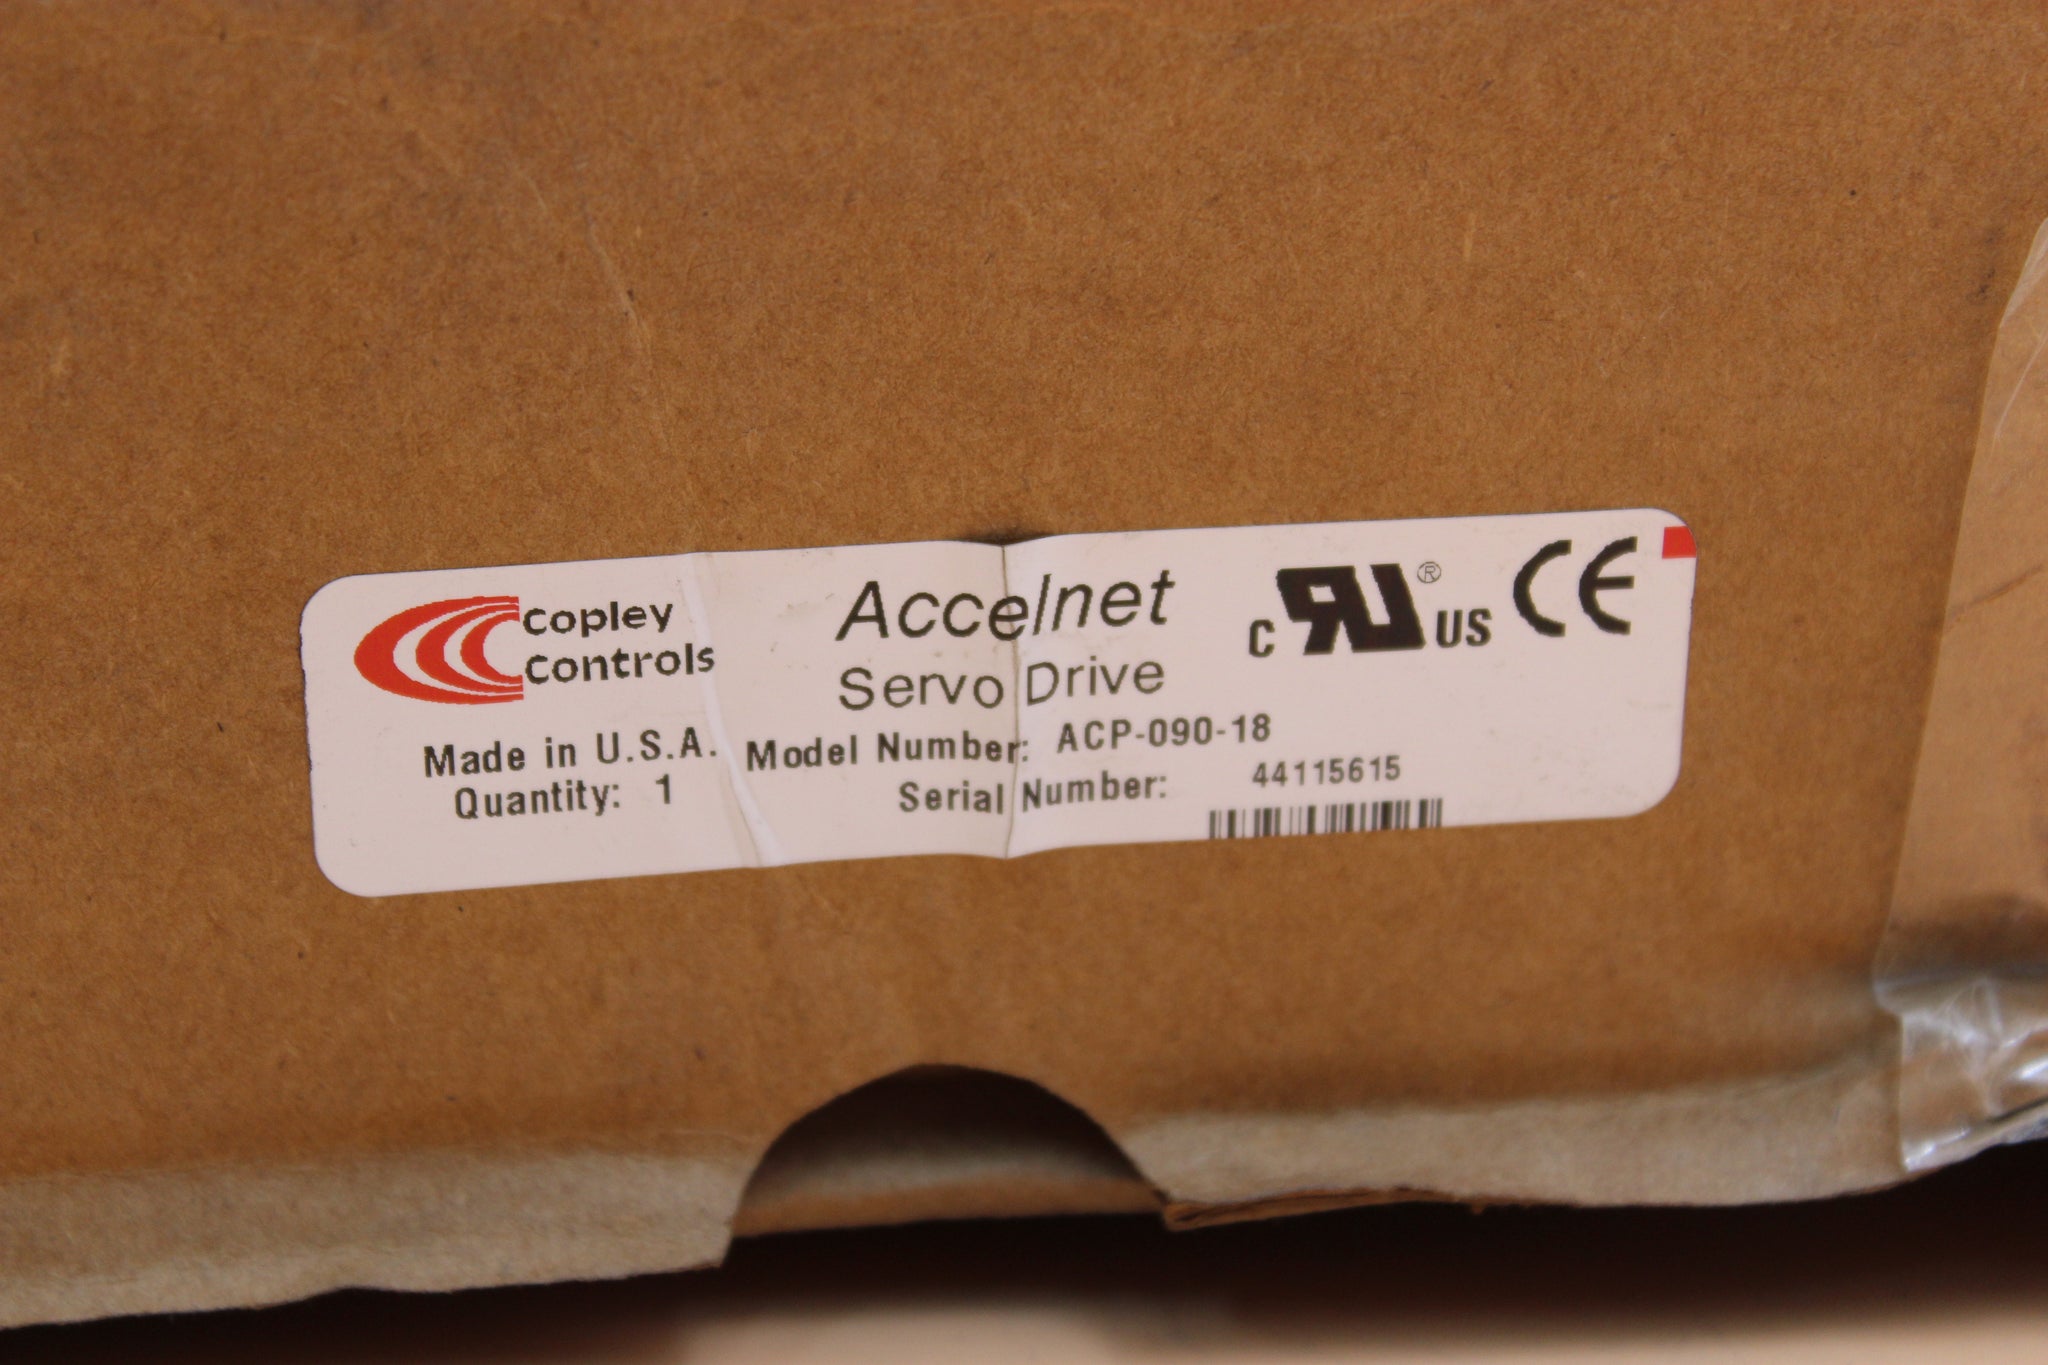 Copley
Controls
Made in U.S.A.
Quantity: 1
Accelnet
Servo Drive
Model Number: ACP-090-18
Serial Number: 44115615
C RU® US CE